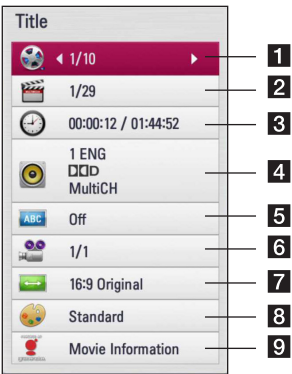 Title
1/10
1
1/29
2
00:00:12 / 01:44:52
3
1 ENG
DD D
MultiCH
4
ABC
Off
5
1/1
6
16:9 Original
7
Standard
8
Movie Information
9